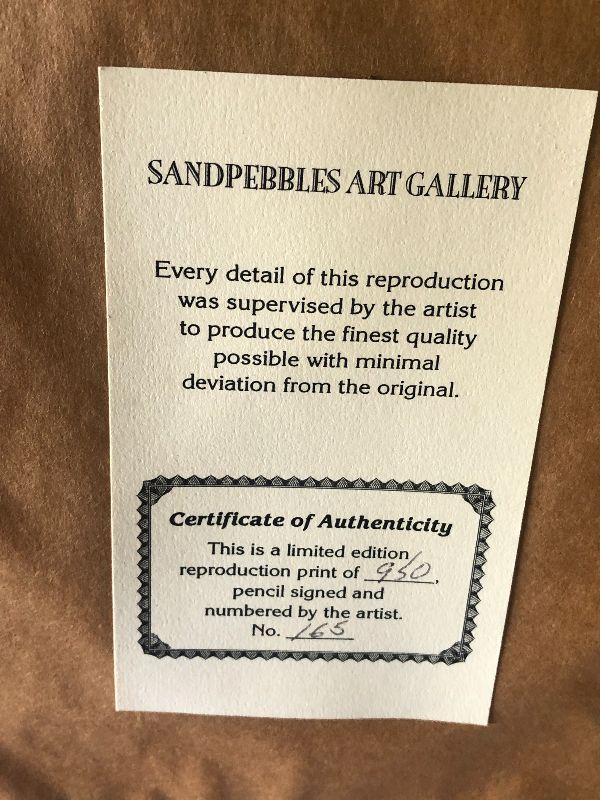 SANDPEBBLES ART GALLERY
Every detail of this reproduction
was supervised by the artist
to produce the finest quality
possible with minimal
deviation from the original.
Certificate of Authenticity
This is a limited edition
reproduction print of 950,
pencil signed and
numbered by the artist.
No. 165